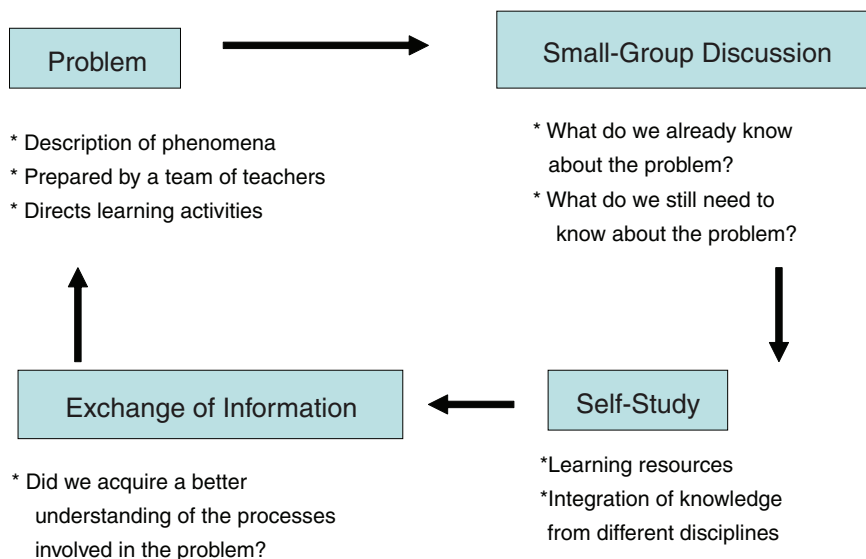 Problem
Small-Group Discussion
* Description of phenomena
* Prepared by a team of teachers
* Directs learning activities
* What do we already know
about the problem?
* What do we still need to
know about the problem?
Exchange of Information
Self-Study
* Did we acquire a better
understanding of the processes
involved in the problem?
*Learning resources
*Integration of knowledge
from different disciplines